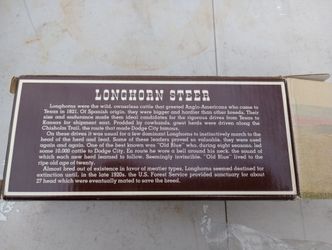 LONGHORN STEER
Longhorns were the wild, ownerless cattle that greeted Anglo-Americans who came to
Texas in 1821. Of Spanish origin, they were bigger and hardier than other breeds. Their
size and endurance made them ideal candidates for the rigorous drives from Texas to
Kansas for shipment east. Prodded by cowhands, great herds were driven along the
Chisholm Trail, the route that made Dodge City famous.
On these drives it was usual for a few dominant Longhorns to instinctively march to the
head of the herd and lead. Some of these leaders proved so valuable, they were used
again and again. One of the best known was "Old Blue" who, during eight seasons, led
some 10,000 cattle to Dodge City. En route he wore a bell around his neck, the sound of
which each new herd learned to follow. Seemingly invincible, "Old Blue" lived to the
ripe old age of twenty.
Almost bred out of existence in favor of meatier types, Longhorns seemed destined for
extinction until, in the late 1920s, the U.S. Forest Service provided sanctuary for about
27 head which were eventually mated to save the breed.